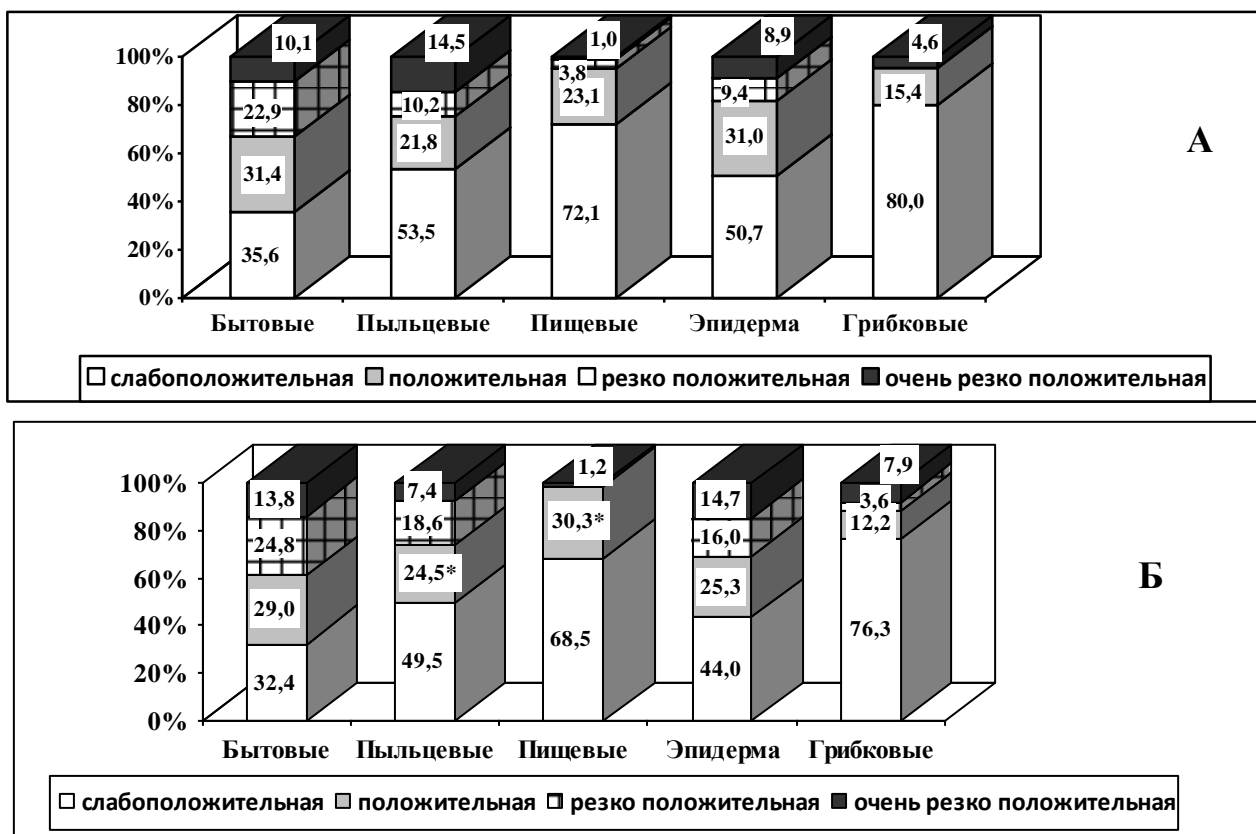 10,1 14,5 1,0 8,9 4,6
100%
3,8
22,9 10,2 23,1 9,4 15,4
80%
31,4 21,8 31,0
А
60%
40%
35,6 53,5 72,1 50,7 80,0
20%
0%
Бытовые Пыльцевые Пищевые Эпидерма Грибковые
слабоположительная положительная резко положительная очень резко положительная
100%
13,8 7,4 1,2 14,7 7,9
3,6
24,8 18,6 30,3* 16,0 12,2
80%
29,0 24,5* 25,3
Б
60%
40%
32,4 49,5 68,5 44,0 76,3
20%
0%
Бытовые Пыльцевые Пищевые Эпидерма Грибковые
слабоположительная положительная резко положительная очень резко положительная